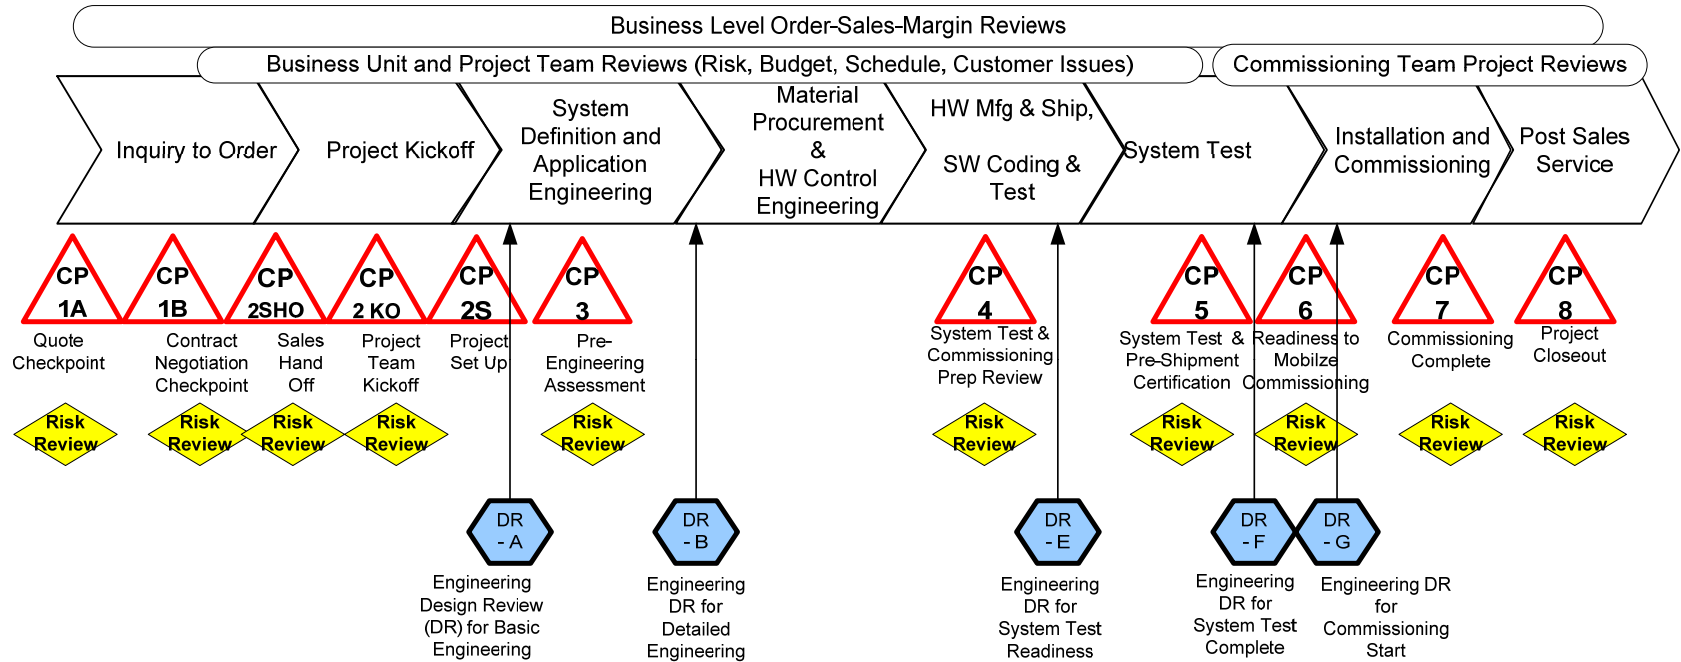 Business Level Order-Sales-Margin Reviews
Business Unit and Project Team Reviews (Risk, Budget, Schedule, Customer Issues)
Commissioning Team Project Reviews
Inquiry to Order
Project Kickoff
System
Definition and
Application
Engineering
Material
Procurement
&
HW Control
Engineering
HW Mfg & Ship,
SW Coding &
Test
System Test
Installation and
Commissioning
Post Sales
Service
CP
1A
CP
1B
CP
2SHO
CP
2 KO
CP
2S
CP
3
CP
4
CP
5
CP
6
CP
7
CP
8
Quote
Checkpoint
Contract
Negotiation
Checkpoint
Sales
Hand
Off
Project
Team
Kickoff
Project
Set Up
Pre-
Engineering
Assessment
System Test &
Commissioning
Prep Review
System Test &
Pre-Shipment
Certification
Readiness to
Mobilze
Commissioning
Commissioning
Complete
Project
Closeout
Risk
Review
Risk
Review
Risk
Review
Risk
Review
Risk
Review
Risk
Review
Risk
Review
Risk
Review
Risk
Review
Risk
Review
DR
- A
DR
- B
DR
- E
DR
- F
DR
- G
Engineering
Design Review
(DR) for Basic
Engineering
Engineering
DR for
Detailed
Engineering
Engineering
DR for
System Test
Readiness
Engineering
DR for
System Test
Complete
Engineering DR
for
Commissioning
Start